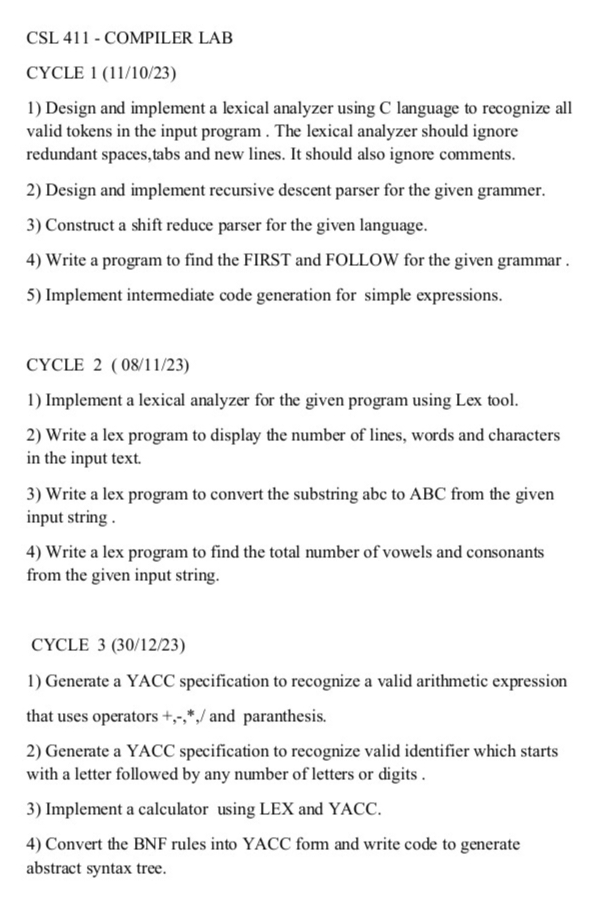 CSL 411 - COMPILER LAB
CYCLE 1 (11/10/23)
1) Design and implement a lexical analyzer using C language to recognize all
valid tokens in the input program . The lexical analyzer should ignore
redundant spaces,tabs and new lines. It should also ignore comments.
2) Design and implement recursive descent parser for the given grammer.
3) Construct a shift reduce parser for the given language.
4) Write a program to find the FIRST and FOLLOW for the given grammar .
5) Implement intermediate code generation for  simple expressions.
CYCLE  2  ( 08/11/23)
1) Implement a lexical analyzer for the given program using Lex tool.
2) Write a lex program to display the number of lines, words and characters
in the input text.
3) Write a lex program to convert the substring abc to ABC from the given
input string .
4) Write a lex program to find the total number of vowels and consonants
from the given input string.
CYCLE  3 (30/12/23)
1) Generate a YACC specification to recognize a valid arithmetic expression
that uses operators +,-,*,/ and  paranthesis.
2) Generate a YACC specification to recognize valid identifier which starts
with a letter followed by any number of letters or digits .
3) Implement a calculator  using LEX and YACC.
4) Convert the BNF rules into YACC form and write code to generate
abstract syntax tree.